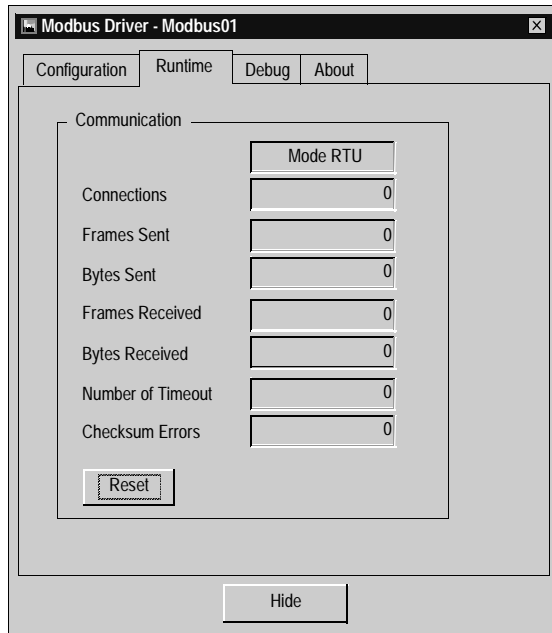 Modbus Driver - Modbus01
Configuration Runtime Debug About
Communication
Mode RTU
Connections 0
Frames Sent 0
Bytes Sent 0
Frames Received 0
Bytes Received 0
Number of Timeout 0
Checksum Errors 0
Reset
Hide